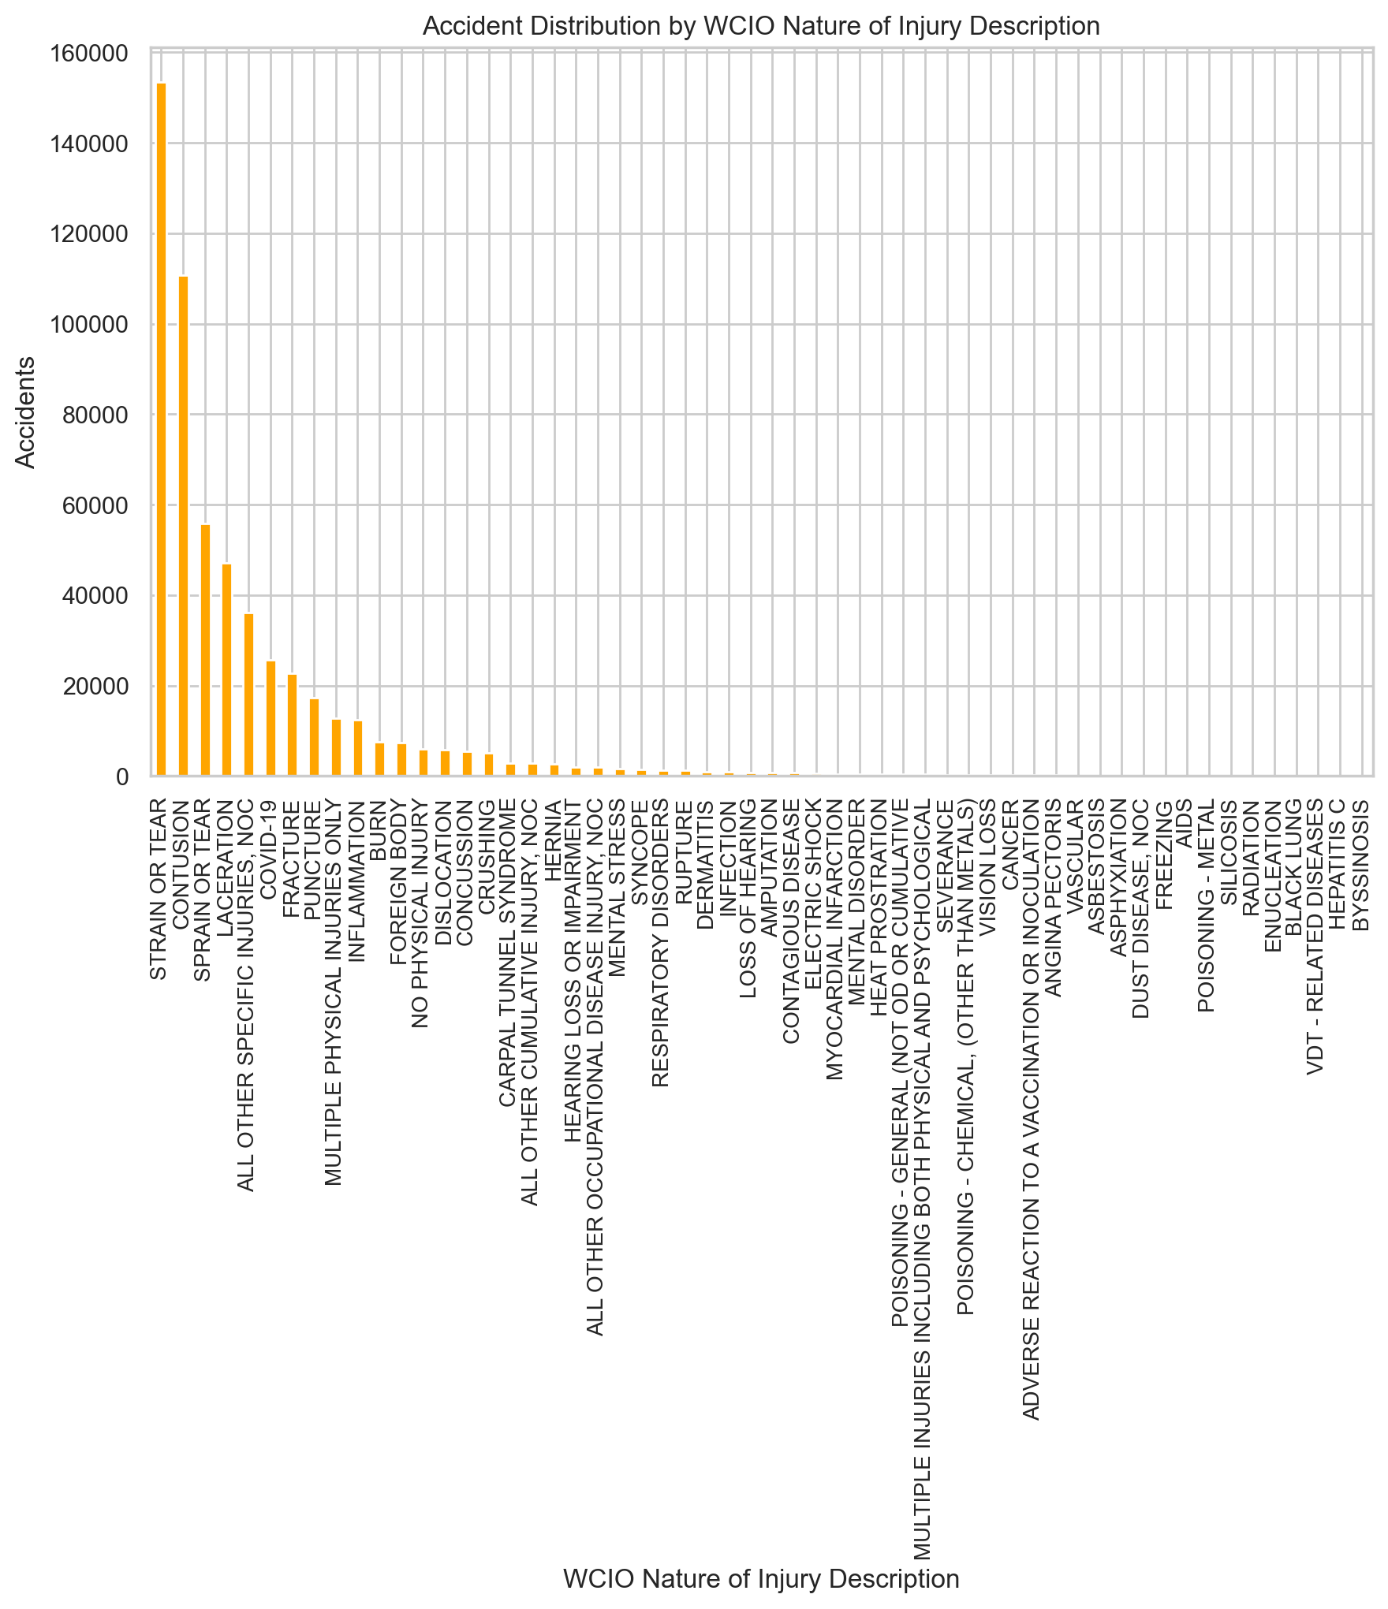 Accident Distribution by WCIO Nature of Injury Description
160000
140000
120000
100000
80000
60000
40000
20000
0
Accidents
STRAIN OR TEAR
CONTUSION
SPRAIN OR TEAR
LACERATION
ALL OTHER SPECIFIC INJURIES, NOC
COVID-19
FRACTURE
PUNCTURE
MULTIPLE PHYSICAL INJURIES ONLY
INFLAMMATION
BURN
FOREIGN BODY
NO PHYSICAL INJURY
DISLOCATION
CONCUSSION
CRUSHING
CARPAL TUNNEL SYNDROME
ALL OTHER CUMULATIVE INJURY, NOC
HERNIA
HEARING LOSS OR IMPAIRMENT
ALL OTHER OCCUPATIONAL DISEASE INJURY, NOC
MENTAL STRESS
SYNCOPE
RESPIRATORY DISORDERS
RUPTURE
DERMATITIS
INFECTION
LOSS OF HEARING
AMPUTATION
CONTAGIOUS DISEASE
ELECTRIC SHOCK
MYOCARDIAL INFARCTION
MENTAL DISORDER
HEAT PROSTRATION
POISONING - GENERAL (NOT OD OR CUMULATIVE
MULTIPLE INJURIES INCLUDING BOTH PHYSICAL AND PSYCHOLOGICAL
SEVERANCE
POISONING - CHEMICAL, (OTHER THAN METALS)
VISION LOSS
CANCER
ADVERSE REACTION TO A VACCINATION OR INOCULATION
ANGINA PECTORIS
VASCULAR
ASBESTOSIS
ASPHYXIATION
DUST DISEASE, NOC
FREEZING
AIDS
POISONING - METAL
SILICOSIS
RADIATION
ENUCLEATION
BLACK LUNG
VDT - RELATED DISEASES
HEPATITIS C
BYSSINOSIS
WCIO Nature of Injury Description